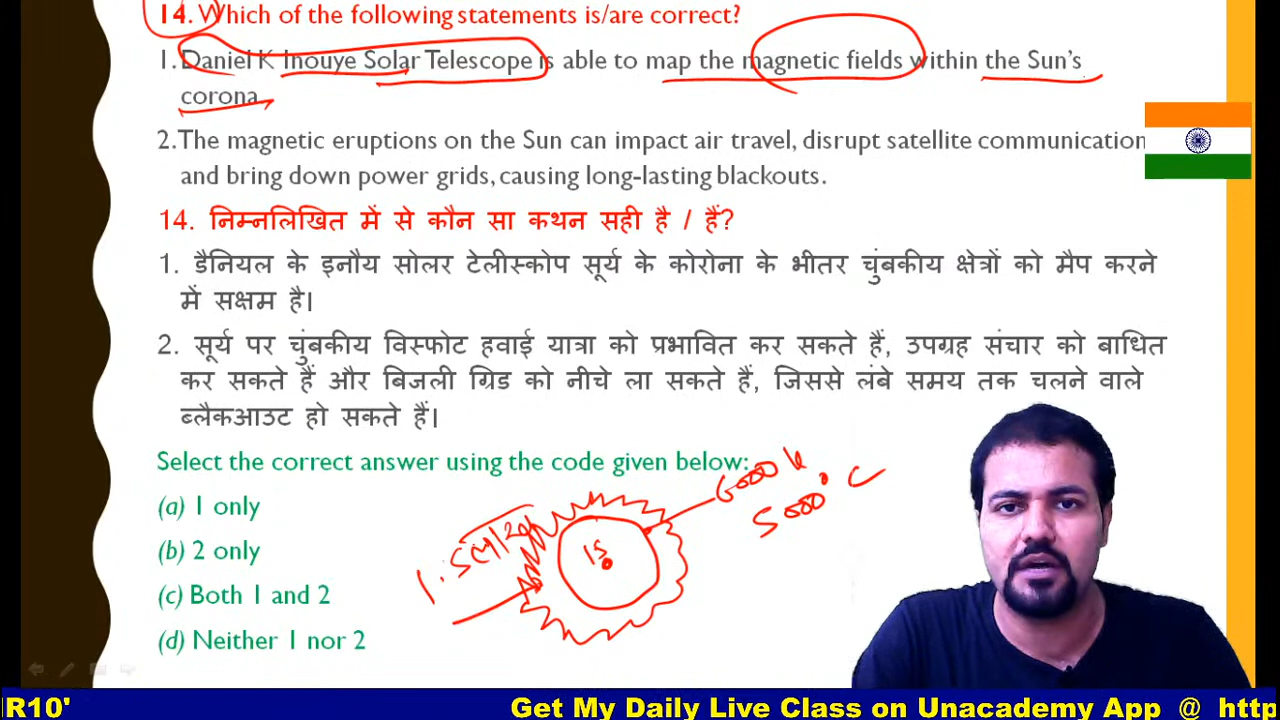 14. Which of the following statements is/are correct?
1. Daniel K Inouye Solar Telescope is able to map the magnetic fields within the Sun's
corona.
2. The magnetic eruptions on the Sun can impact air travel, disrupt satellite communication
and bring down power grids, causing long-lasting blackouts.
14. निम्नलिखित में से कौन सा कथन सही है / हैं?
1. डैनियल के इनौय सोलर टेलीस्कोप सूर्य के कोरोना के भीतर चुंबकीय क्षेत्रों को मैप करने
में सक्षम है।
2. सूर्य पर चुंबकीय विस्फोट हवाई यात्रा को प्रभावित कर सकते हैं, उपग्रह संचार को बाधित
कर सकते हैं और बिजली ग्रिड को नीचे ला सकते हैं, जिससे लंबे समय तक चलने वाले
ब्लैकआउट हो सकते हैं।
Select the correct answer using the code given below:
(a) 1 only
(b) 2 only
(c) Both 1 and 2
(d) Neither 1 nor 2
6000 k
5000° C
15
R10' Get My Daily Live Class on Unacademy App @ http